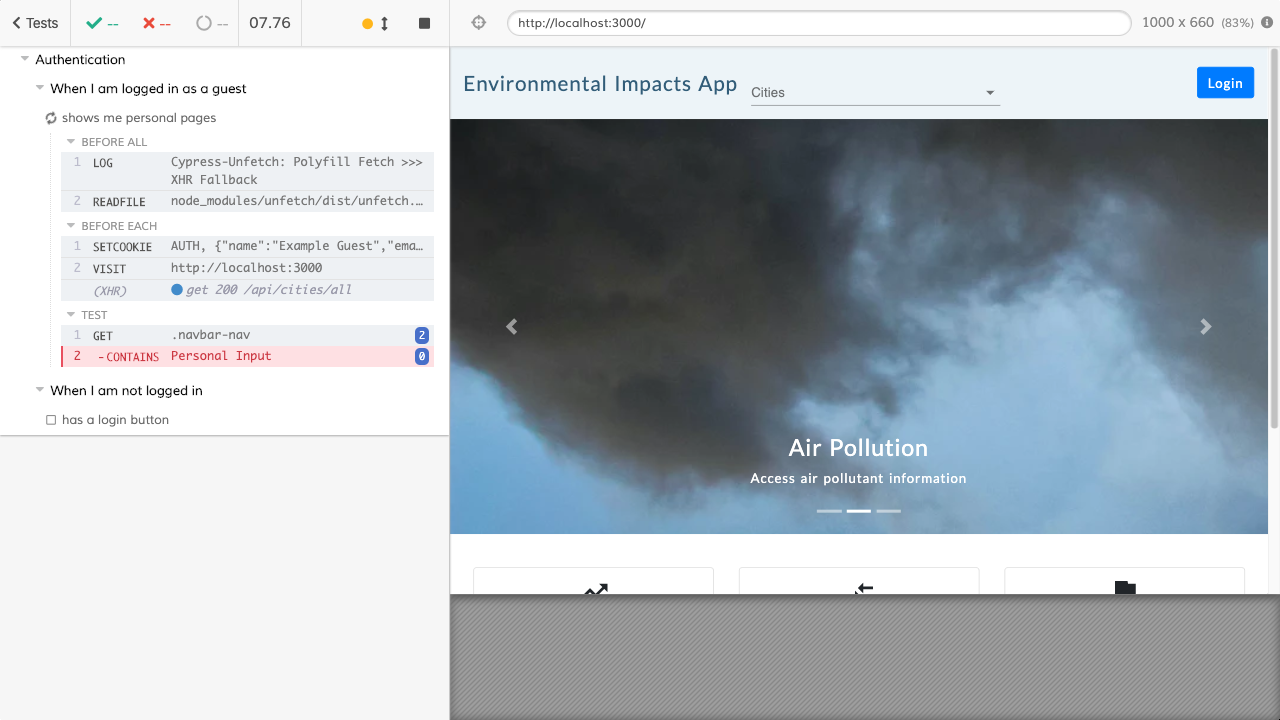 Tests
--
--
--
07.76
http://localhost:3000/
1000 x 660 (83%)
Authentication
When I am logged in as a guest
shows me personal pages
BEFORE ALL
1 LOG Cypress-Unfetch: Polyfill Fetch >>>
XHR Fallback
2 READFILE node_modules/unfetch/dist/unfetch.…
BEFORE EACH
1 SETCOOKIE AUTH, {"name":"Example Guest","ema…
2 VISIT http://localhost:3000
(XHR) get 200 /api/cities/all
TEST
1 GET .navbar-nav 2
2 -CONTAINS Personal Input 0
When I am not logged in
has a login button
Environmental Impacts App
Cities
Login
Air Pollution
Access air pollutant information